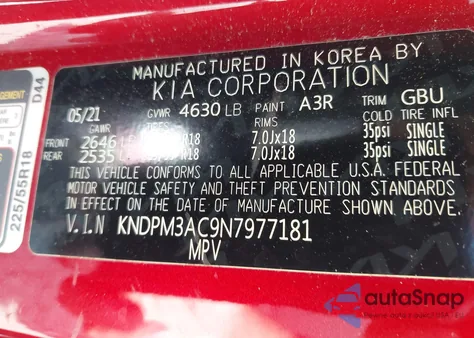 MANUFACTURED IN KOREA BY
KIA CORPORATION
05/21 GVWR 4630 LB PAINT A3R TRIM GBU
GAWR RIMS COLD TIRE INFL
FRONT 2646 7.0Jx18 35psi SINGLE
REAR 2535 7.0Jx18 35psi SINGLE
THIS VEHICLE CONFORMS TO ALL APPLICABLE U.S.A. FEDERAL
MOTOR VEHICLE SAFETY AND THEFT PREVENTION STANDARDS
IN EFFECT ON THE DATE OF MANUFACTURE SHOWN ABOVE.
V.I.N KNDPM3AC9N7977181
MPV
D44
225/55R18
autoSnap